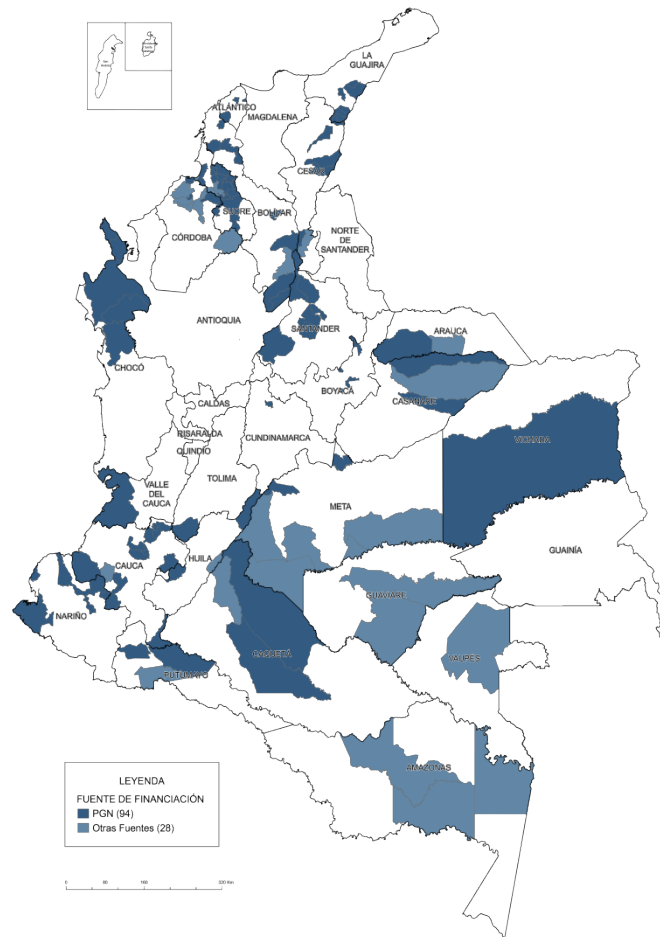 LA
GUAJIRA
ATLÁNTICO
MAGDALENA
CESAR
SUCRE
BOLÍVAR
NORTE
DE
SANTANDER
CÓRDOBA
ANTIOQUIA
SANTANDER
ARAUCA
CHOCÓ
BOYACÁ
CASANARE
CALDAS
CUNDINAMARCA
VICHADA
RISARALDA
QUINDÍO
TOLIMA
VALLE
DEL
CAUCA
META
GUAINÍA
HUILA
CAUCA
GUAVIARE
NARIÑO
CAQUETÁ
VAUPÉS
PUTUMAYO
AMAZONAS
LEYENDA
FUENTE DE FINANCIACIÓN
PGN (94)
Otras Fuentes (28)
0 80 160 320 Km